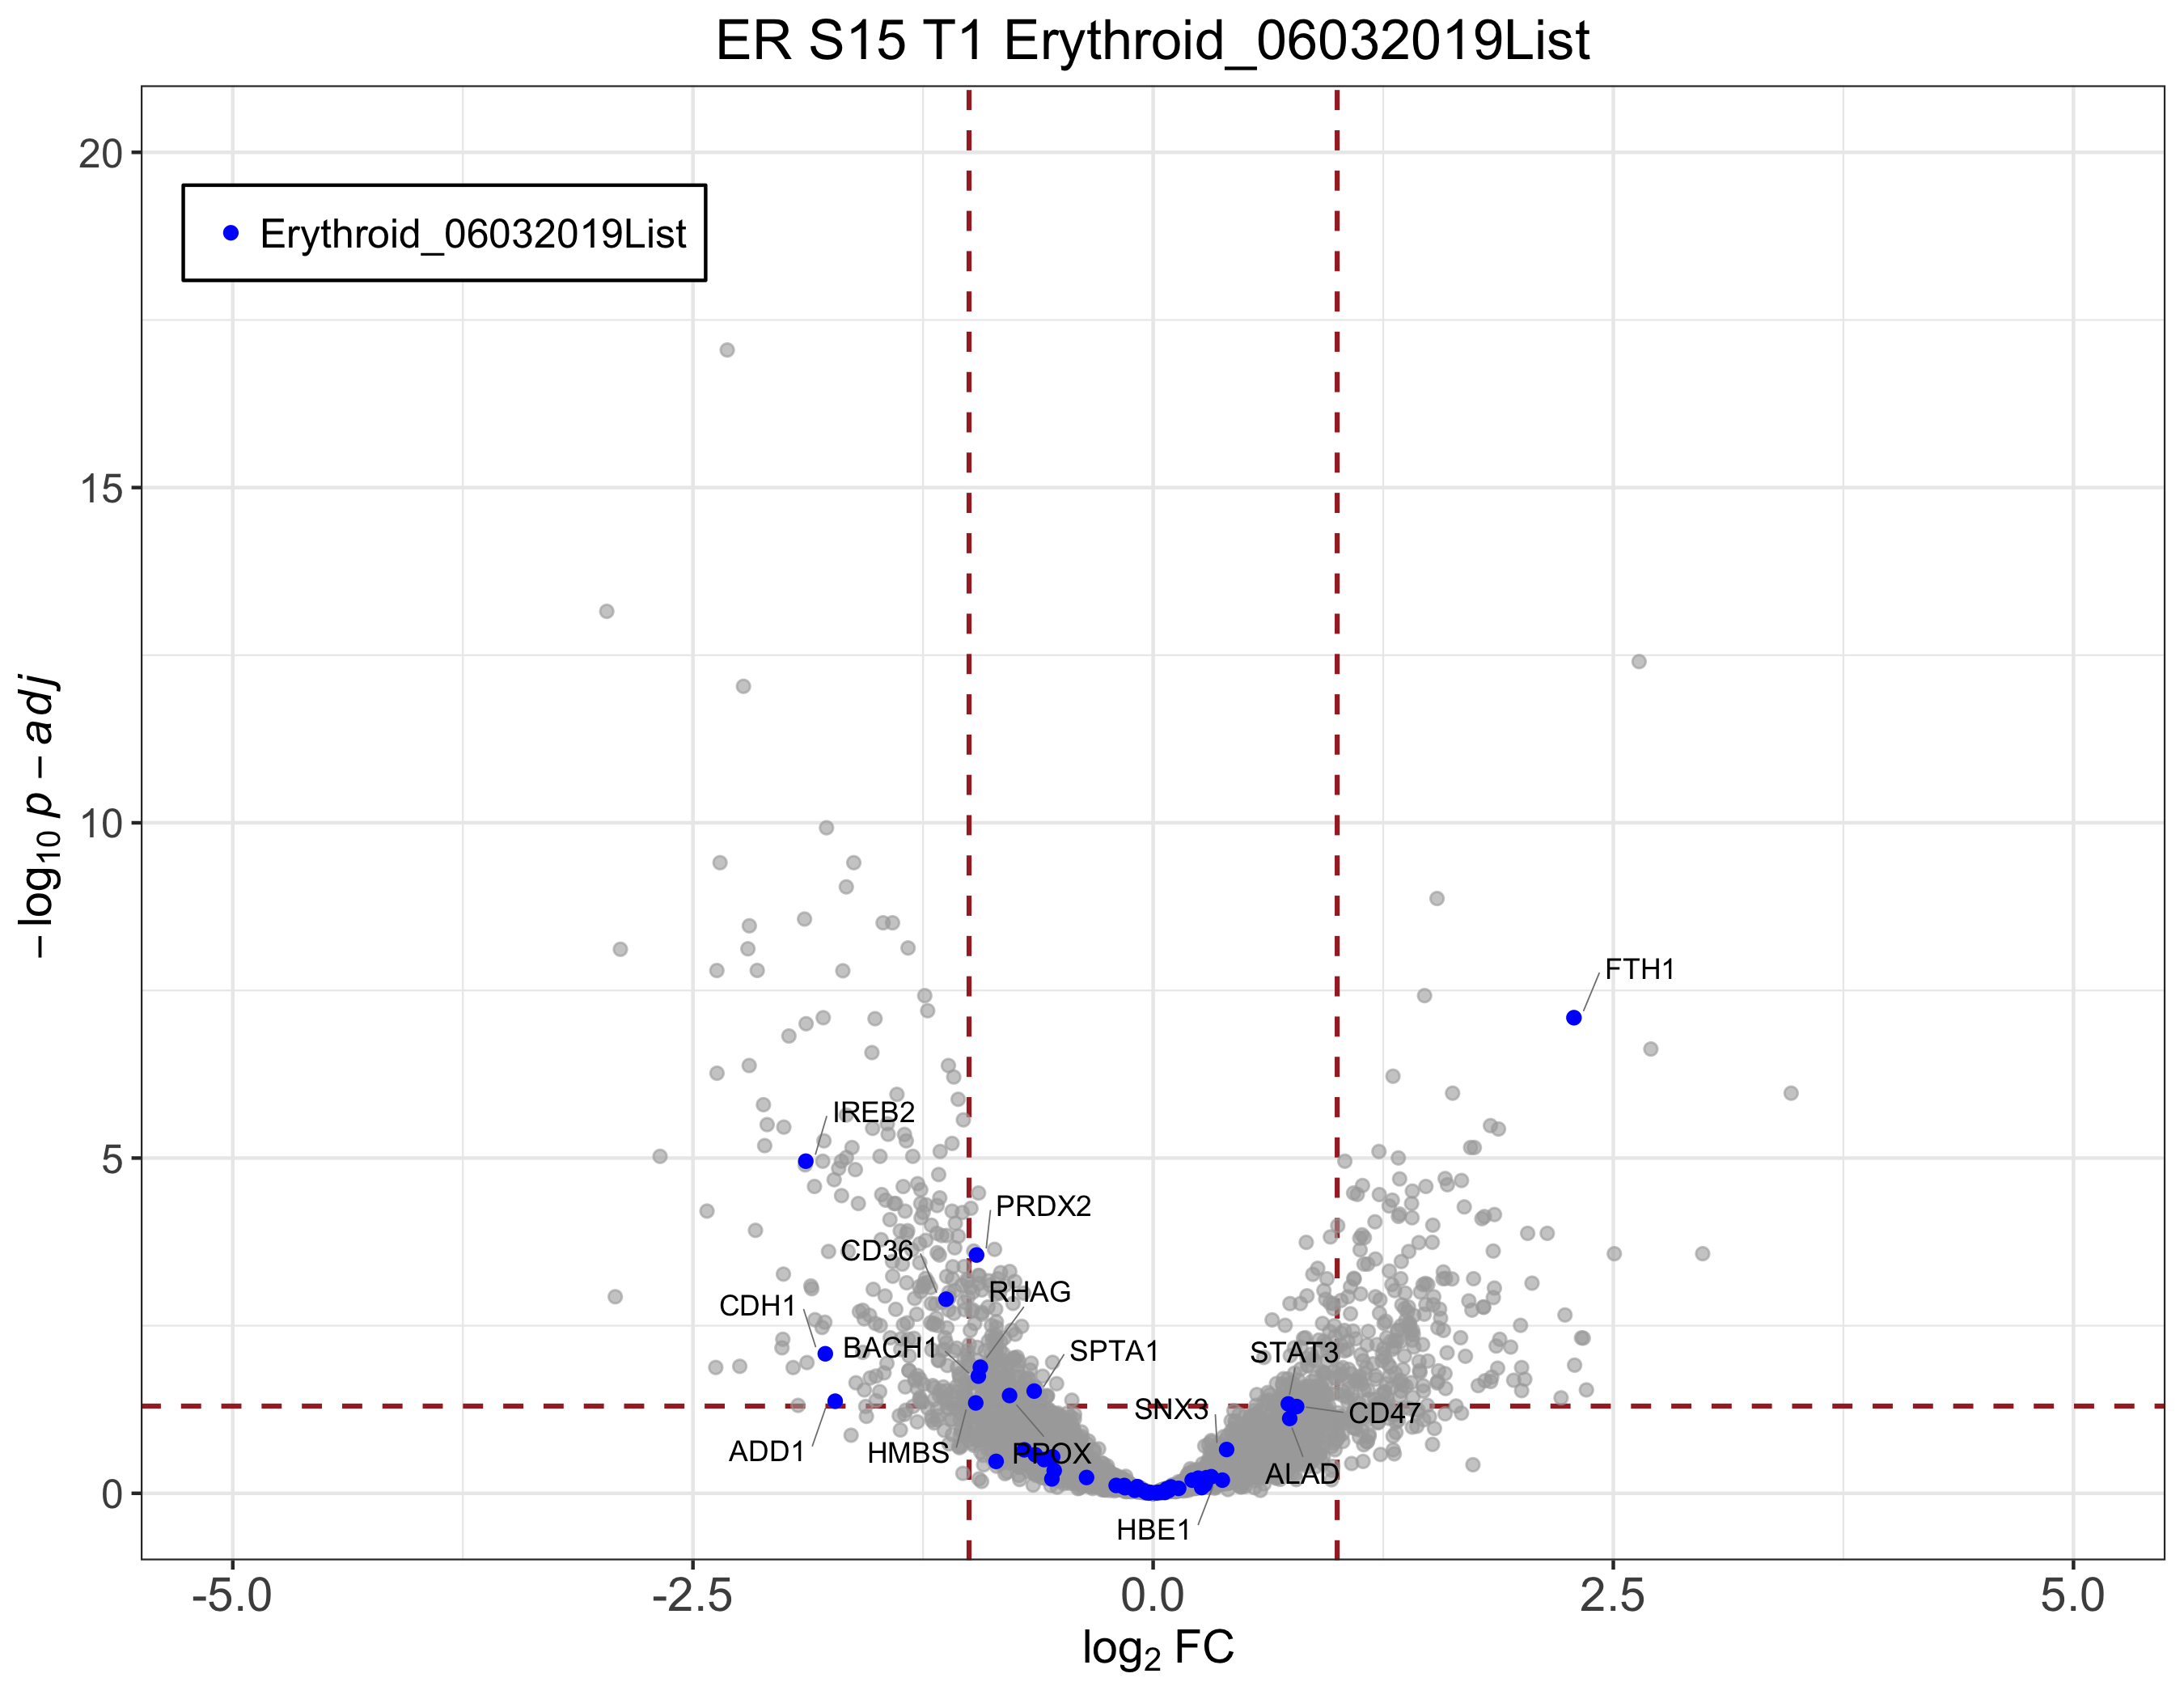 ER S15 T1 Erythroid_06032019List
20
Erythroid_06032019List
15
10
−log10 p − adj
FTH1
IREB2
5
PRDX2
CD36
RHAG
CDH1
BACH1
SPTA1
STAT3
SNX3
CD47
ADD1
HMBS
PPOX
ALAD
0
HBE1
-5.0
-2.5
0.0
2.5
5.0
log2 FC